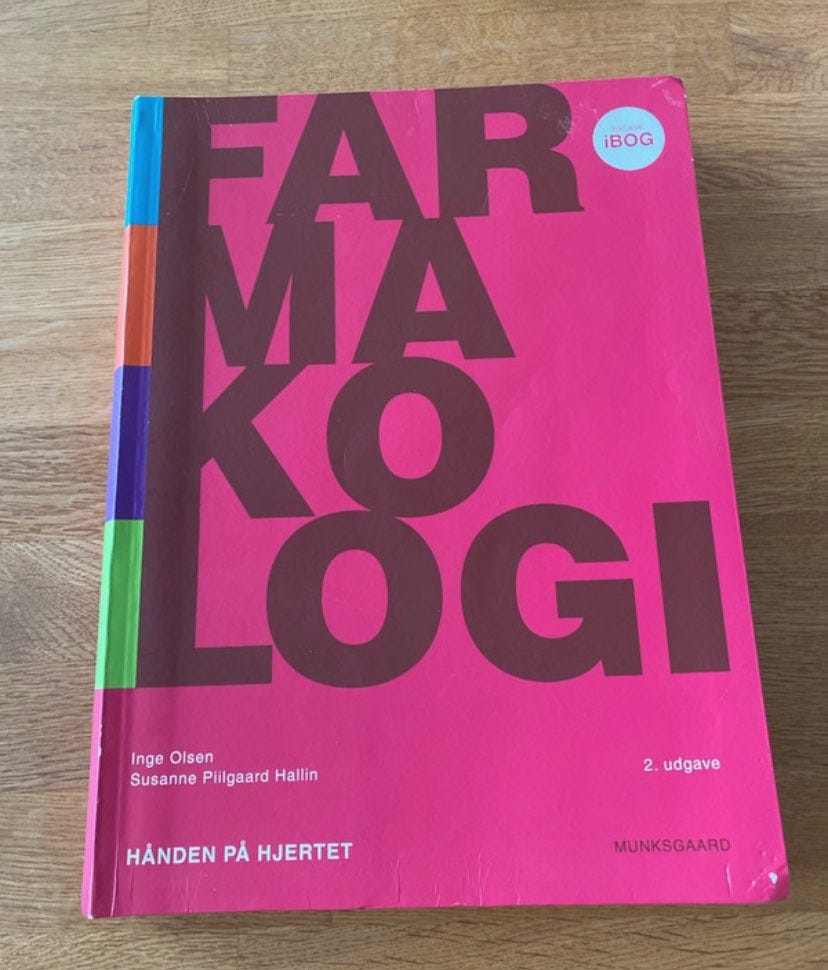 FAR
MA
KO
LOGI
iBOG
Inge Olsen
Susanne Piilgaard Hallin
2. udgave
HÅNDEN PÅ HJERTET
MUNKSGAARD